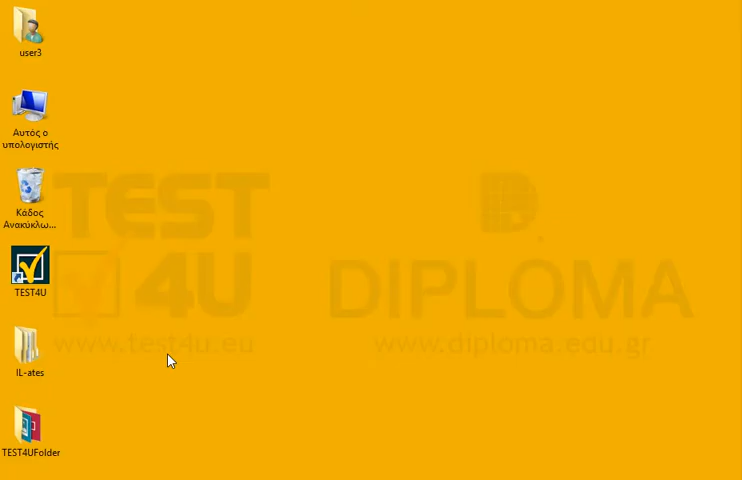 user3
Αυτός ο
υπολογιστής
Κάδος
Ανακύκλω...
TEST4U
IL-ates
TEST4UFolder
TEST
4U
www.test4u.eu
D.
DIPLOMA
www.diploma.edu.gr